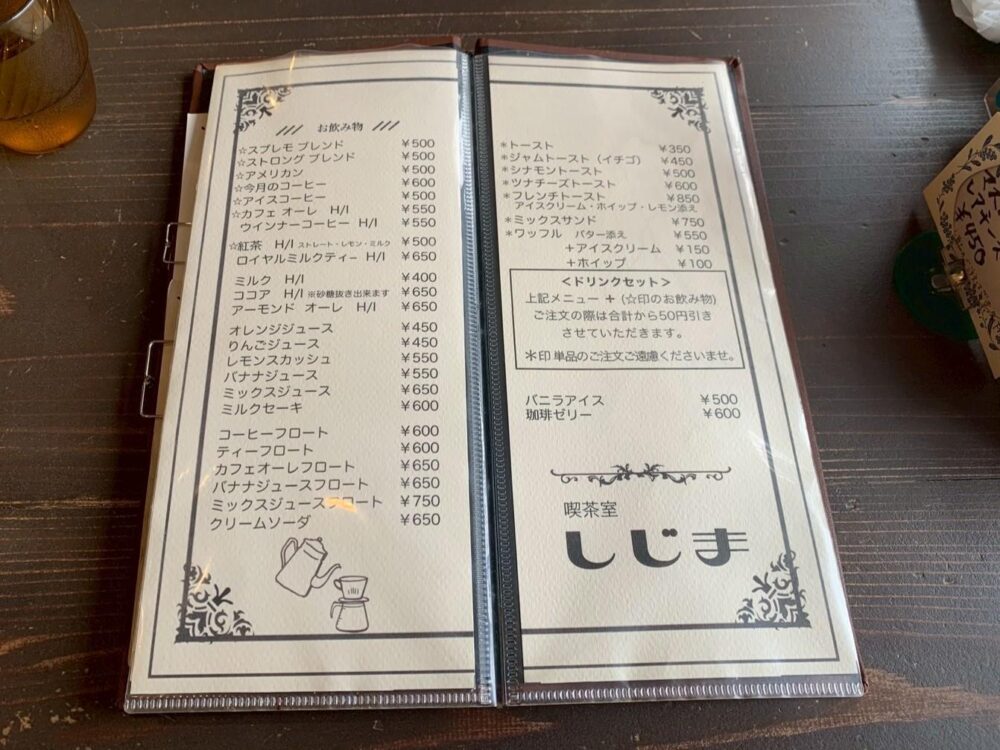 お飲み物
☆スプレモ ブレンド ￥500
☆ストロング ブレンド ￥500
☆アメリカン ￥500
☆今月のコーヒー ￥600
☆アイスコーヒー ￥500
☆カフェ オーレ H/I ￥550
ウインナーコーヒー H/I ￥550
☆紅茶 H/I ストレート・レモン・ミルク ￥500
ロイヤルミルクティー H/I ￥650
ミルク H/I ￥400
ココア H/I ※砂糖抜き出来ます ￥650
アーモンド オーレ H/I ￥650
オレンジジュース ￥450
りんごジュース ￥450
レモンスカッシュ ￥550
バナナジュース ￥550
ミックスジュース ￥650
ミルクセーキ ￥600
コーヒーフロート ￥600
ティーフロート ￥600
カフェオーレフロート ￥650
バナナジュースフロート ￥650
ミックスジュースフロート ￥750
クリームソーダ ￥650
＊トースト ￥350
＊ジャムトースト（イチゴ） ￥450
＊シナモントースト ￥500
＊ツナチーズトースト ￥600
＊フレンチトースト ￥850
アイスクリーム・ホイップ・レモン添え
＊ミックスサンド ￥750
＊ワッフル バター添え ￥550
＋アイスクリーム ￥150
＋ホイップ ￥100
＜ドリンクセット＞
上記メニュー + (☆印のお飲み物)
ご注文の際は合計から50円引き
させていただきます。
＊印 単品のご注文ご遠慮くださいませ。
バニラアイス ￥500
珈琲ゼリー ￥600
喫茶室
しじま
￥450